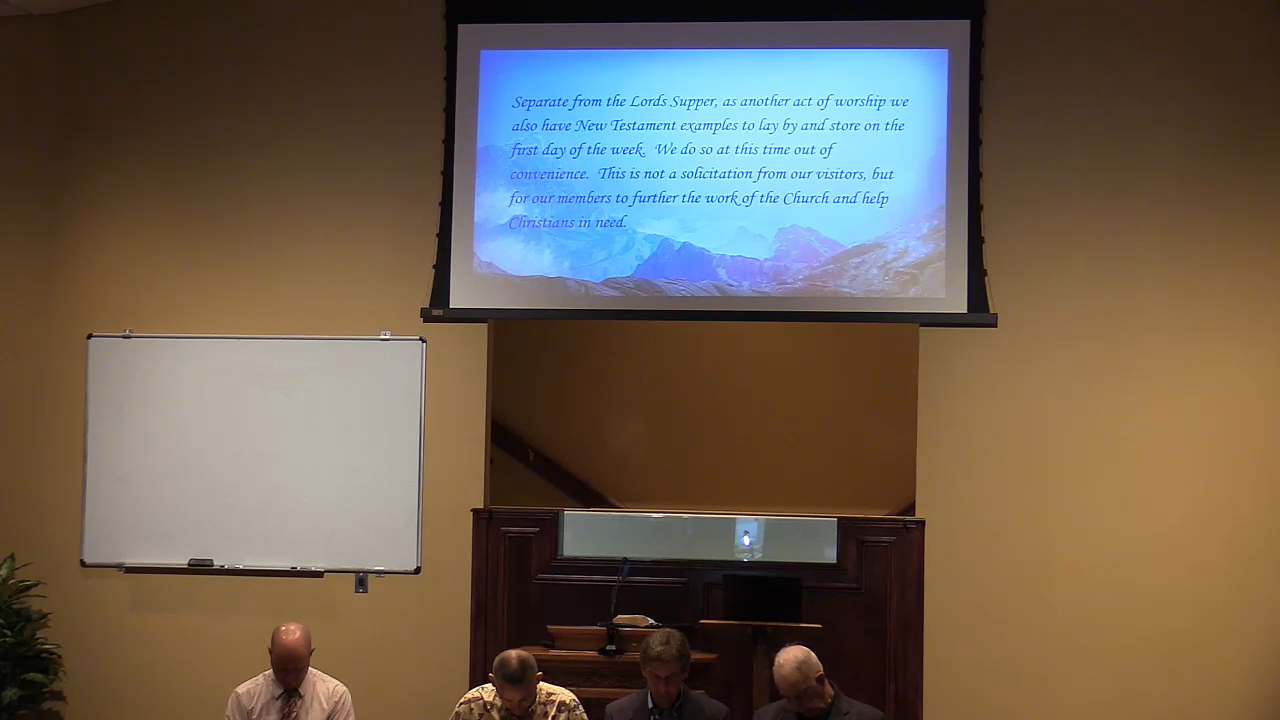 Separate from the Lords Supper, as another act of worship we
also have New Testament examples to lay by and store on the
first day of the week.  We do so at this time out of
convenience.  This is not a solicitation from our visitors, but
for our members to further the work of the Church and help
Christians in need.